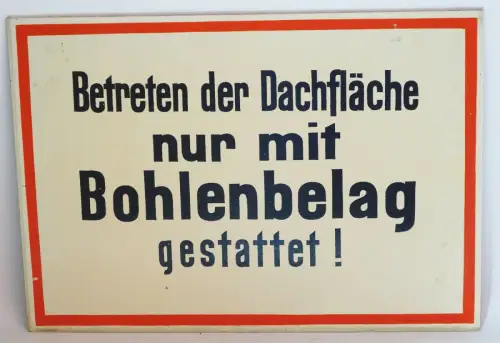 Betreten der Dachfläche
nur mit
Bohlenbelag
gestattet !